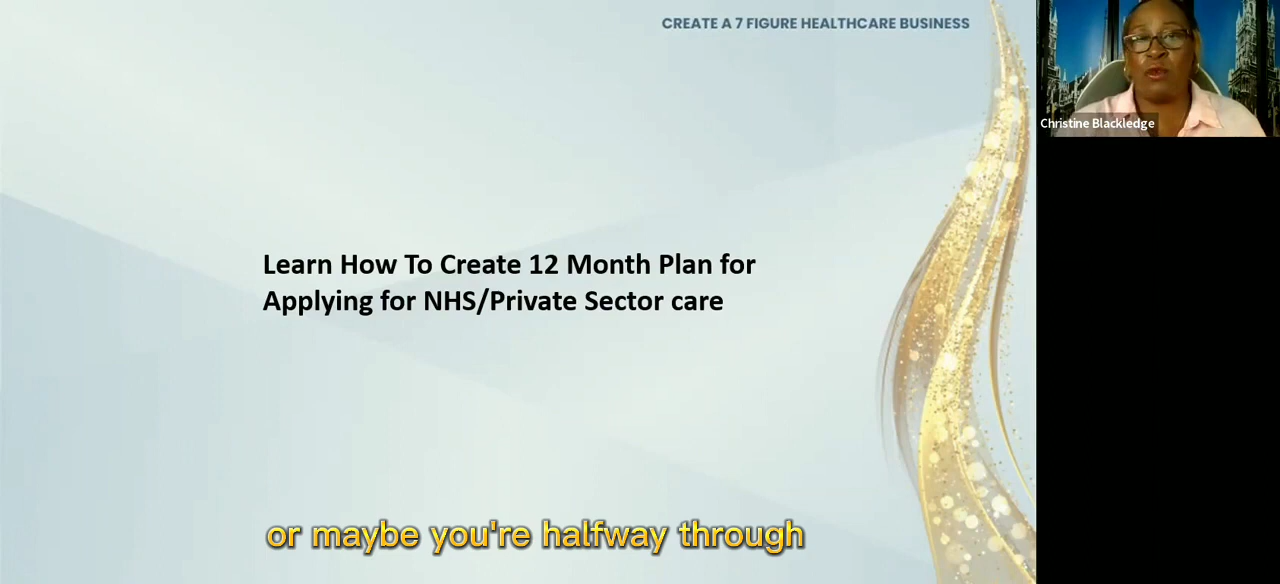 CREATE A 7 FIGURE HEALTHCARE BUSINESS
Christine Blackledge
Learn How To Create 12 Month Plan for
Applying for NHS/Private Sector care
or maybe you're halfway through